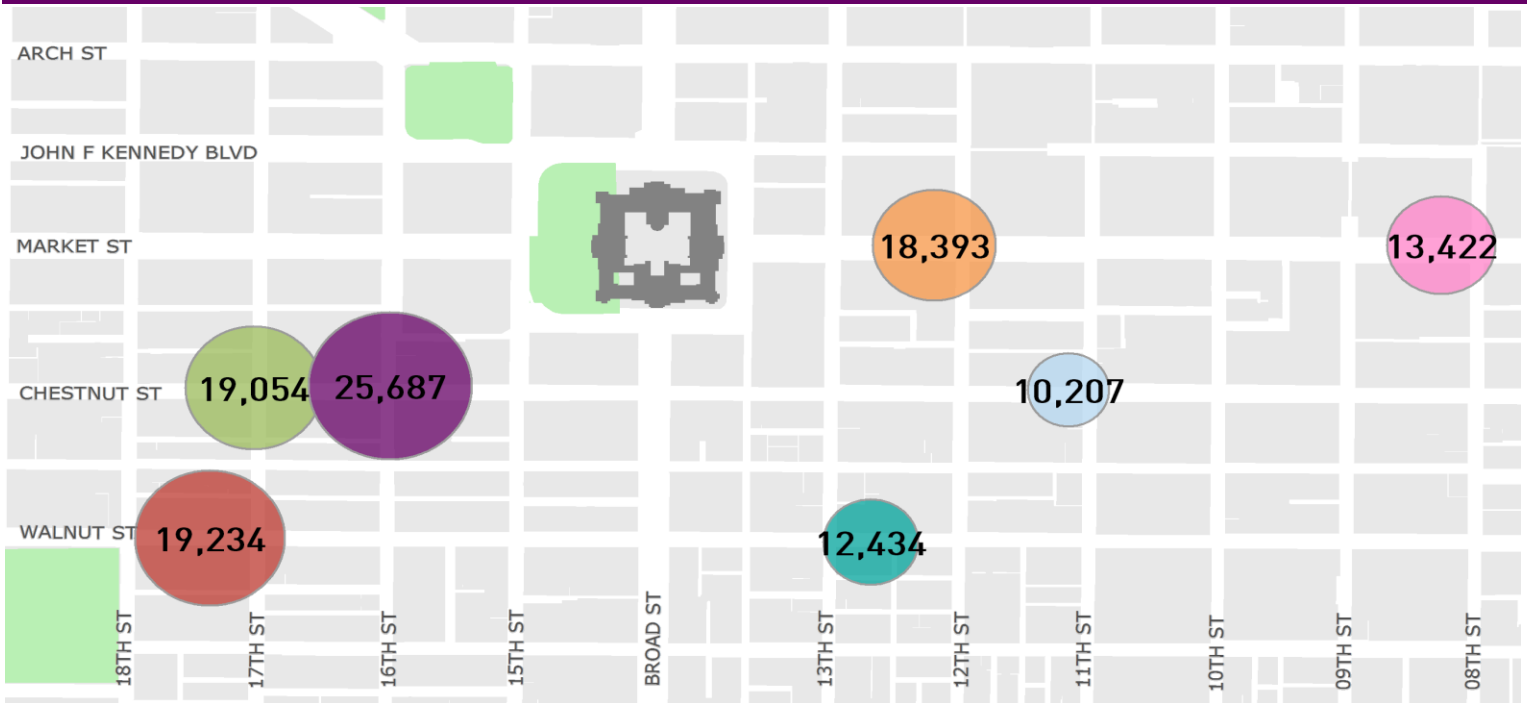 ARCH ST
JOHN F KENNEDY BLVD
MARKET ST
18,393
13,422
CHESTNUT ST
19,054
25,687
10,207
WALNUT ST
19,234
12,434
18TH ST
17TH ST
16TH ST
15TH ST
BROAD ST
13TH ST
12TH ST
11TH ST
10TH ST
09TH ST
08TH ST